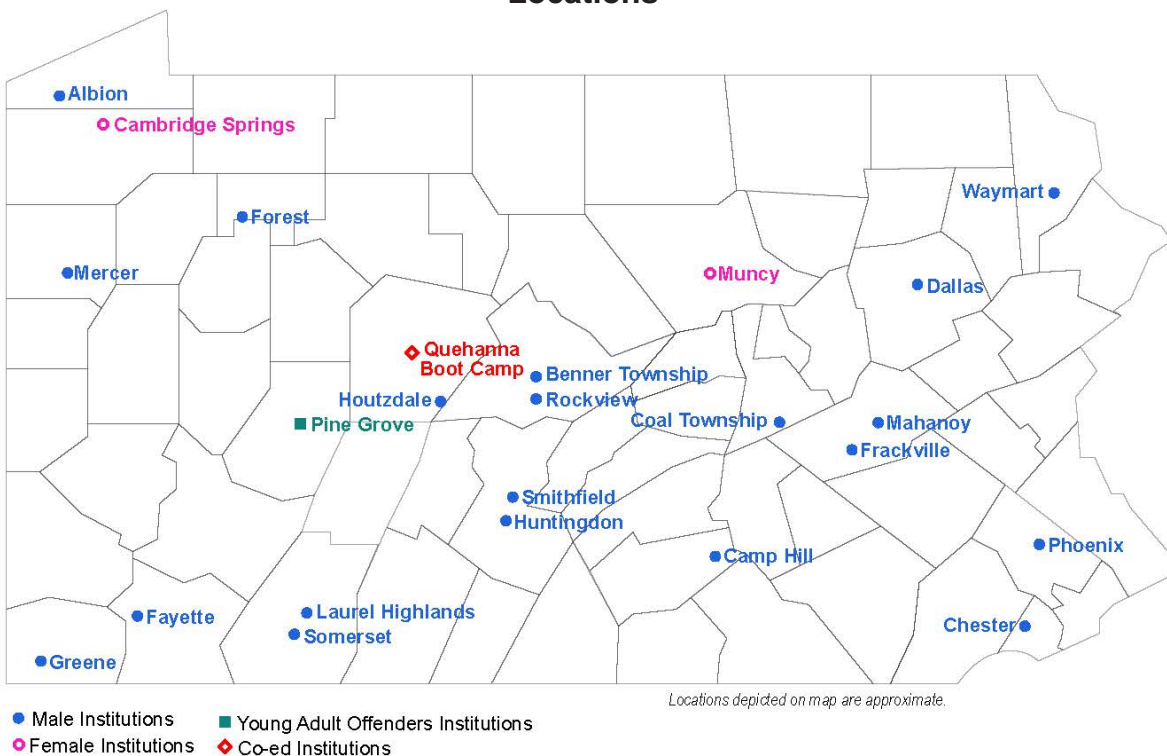 Locations
Albion
Cambridge Springs
Waymart
Forest
Mercer
Muncy
Dallas
Quehanna
Boot Camp
Benner Township
Houtzdale
Rockview
Pine Grove
Coal Township
Mahanoy
Frackville
Smithfield
Huntingdon
Phoenix
Camp Hill
Laurel Highlands
Fayette
Chester
Somerset
Greene
Locations depicted on map are approximate.
Male Institutions
Young Adult Offenders Institutions
Female Institutions
Co-ed Institutions